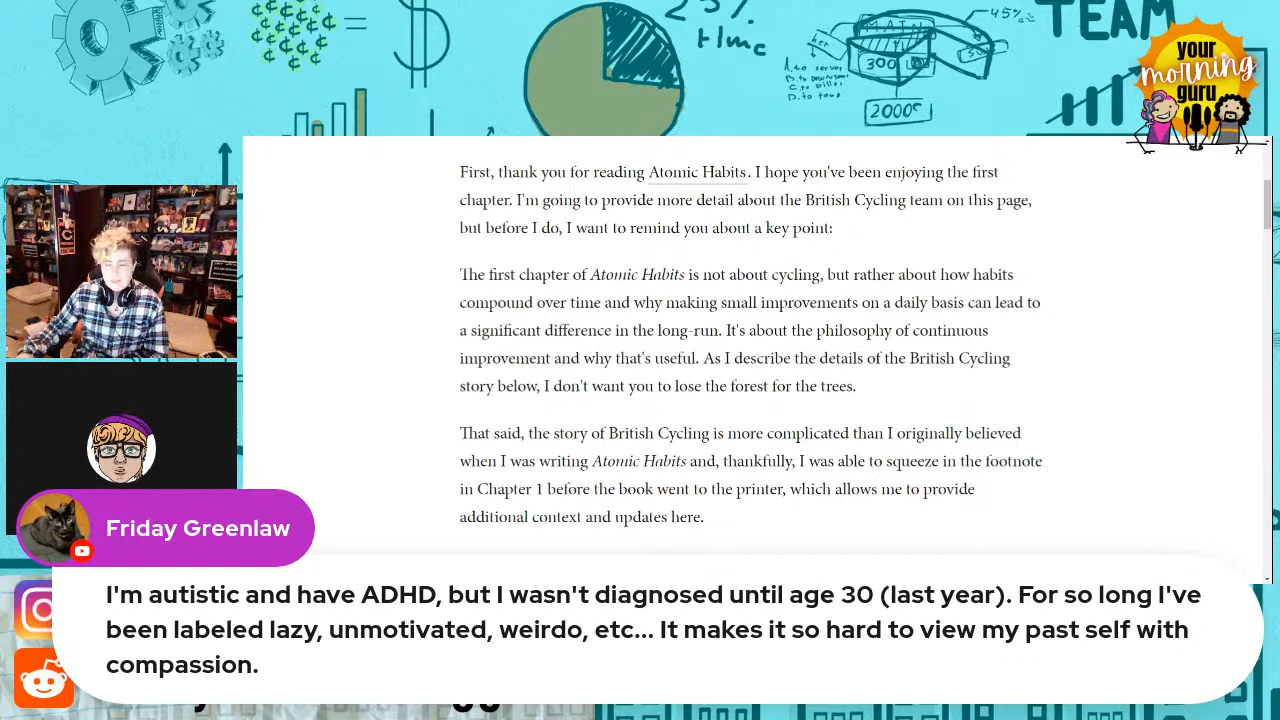 25%
time
MAIN
45%
TEAM
300
2000
your
morning
guru
First, thank you for reading Atomic Habits. I hope you've been enjoying the first
chapter. I'm going to provide more detail about the British Cycling team on this page,
but before I do, I want to remind you about a key point:
The first chapter of Atomic Habits is not about cycling, but rather about how habits
compound over time and why making small improvements on a daily basis can lead to
a significant difference in the long-run. It's about the philosophy of continuous
improvement and why that's useful. As I describe the details of the British Cycling
story below, I don't want you to lose the forest for the trees.
That said, the story of British Cycling is more complicated than I originally believed
when I was writing Atomic Habits and, thankfully, I was able to squeeze in the footnote
in Chapter 1 before the book went to the printer, which allows me to provide
additional context and updates here.
Friday Greenlaw
I'm autistic and have ADHD, but I wasn't diagnosed until age 30 (last year). For so long I've
been labeled lazy, unmotivated, weirdo, etc... It makes it so hard to view my past self with
compassion.